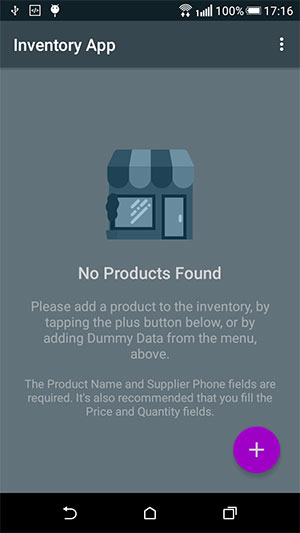 100% 17:16
Inventory App
No Products Found
Please add a product to the inventory, by
tapping the plus button below, or by
adding Dummy Data from the menu,
above.
The Product Name and Supplier Phone fields are
required. It's also recommended that you fill the
Price and Quantity fields.